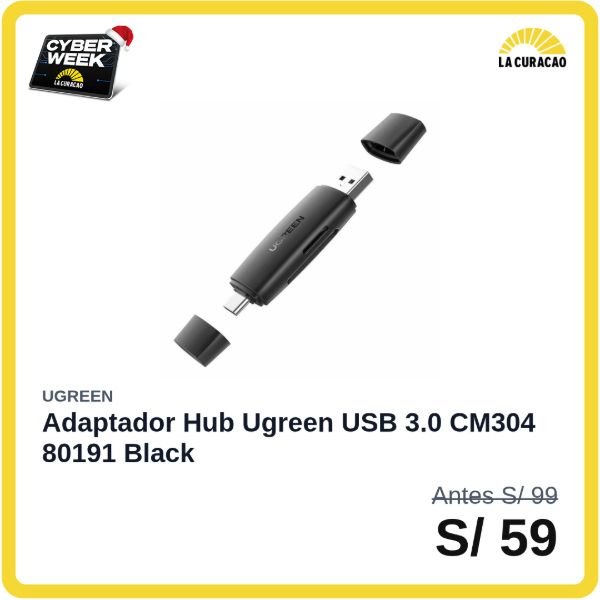 CYBER
WEEK
LA CURACAO
LA CURACAO
UGREEN
UGREEN
Adaptador Hub Ugreen USB 3.0 CM304
80191 Black
Antes S/ 99
S/ 59